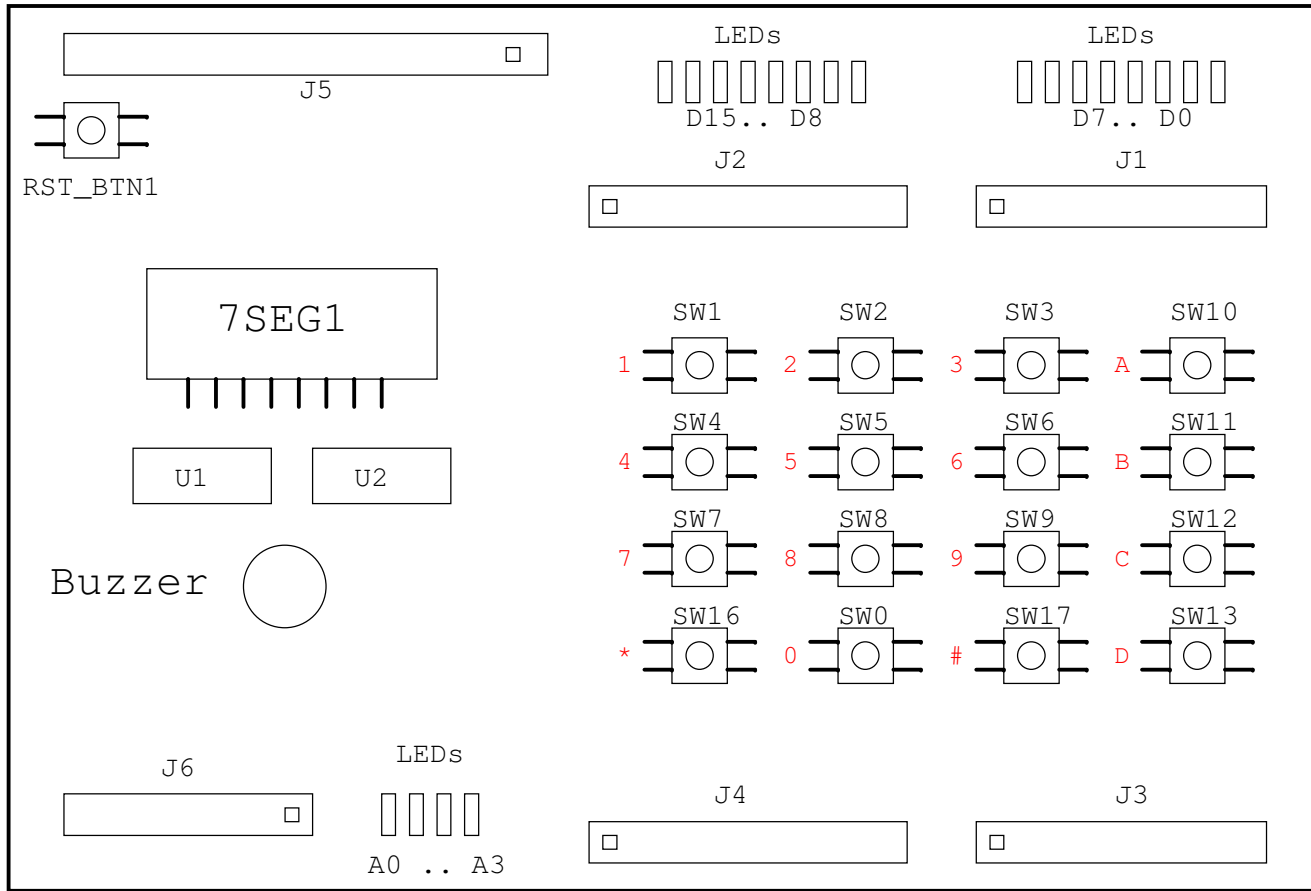 LEDs LEDs
J5
D15.. D8 D7.. D0
J2 J1
RST_BTN1
7SEG1
SW1 SW2 SW3 SW10
1 2 3 A
SW4 SW5 SW6 SW11
4 5 6 B
U1 U2
SW7 SW8 SW9 SW12
7 8 9 C
Buzzer
SW16 SW0 SW17 SW13
* 0 # D
LEDs
J6 J4 J3
A0 .. A3